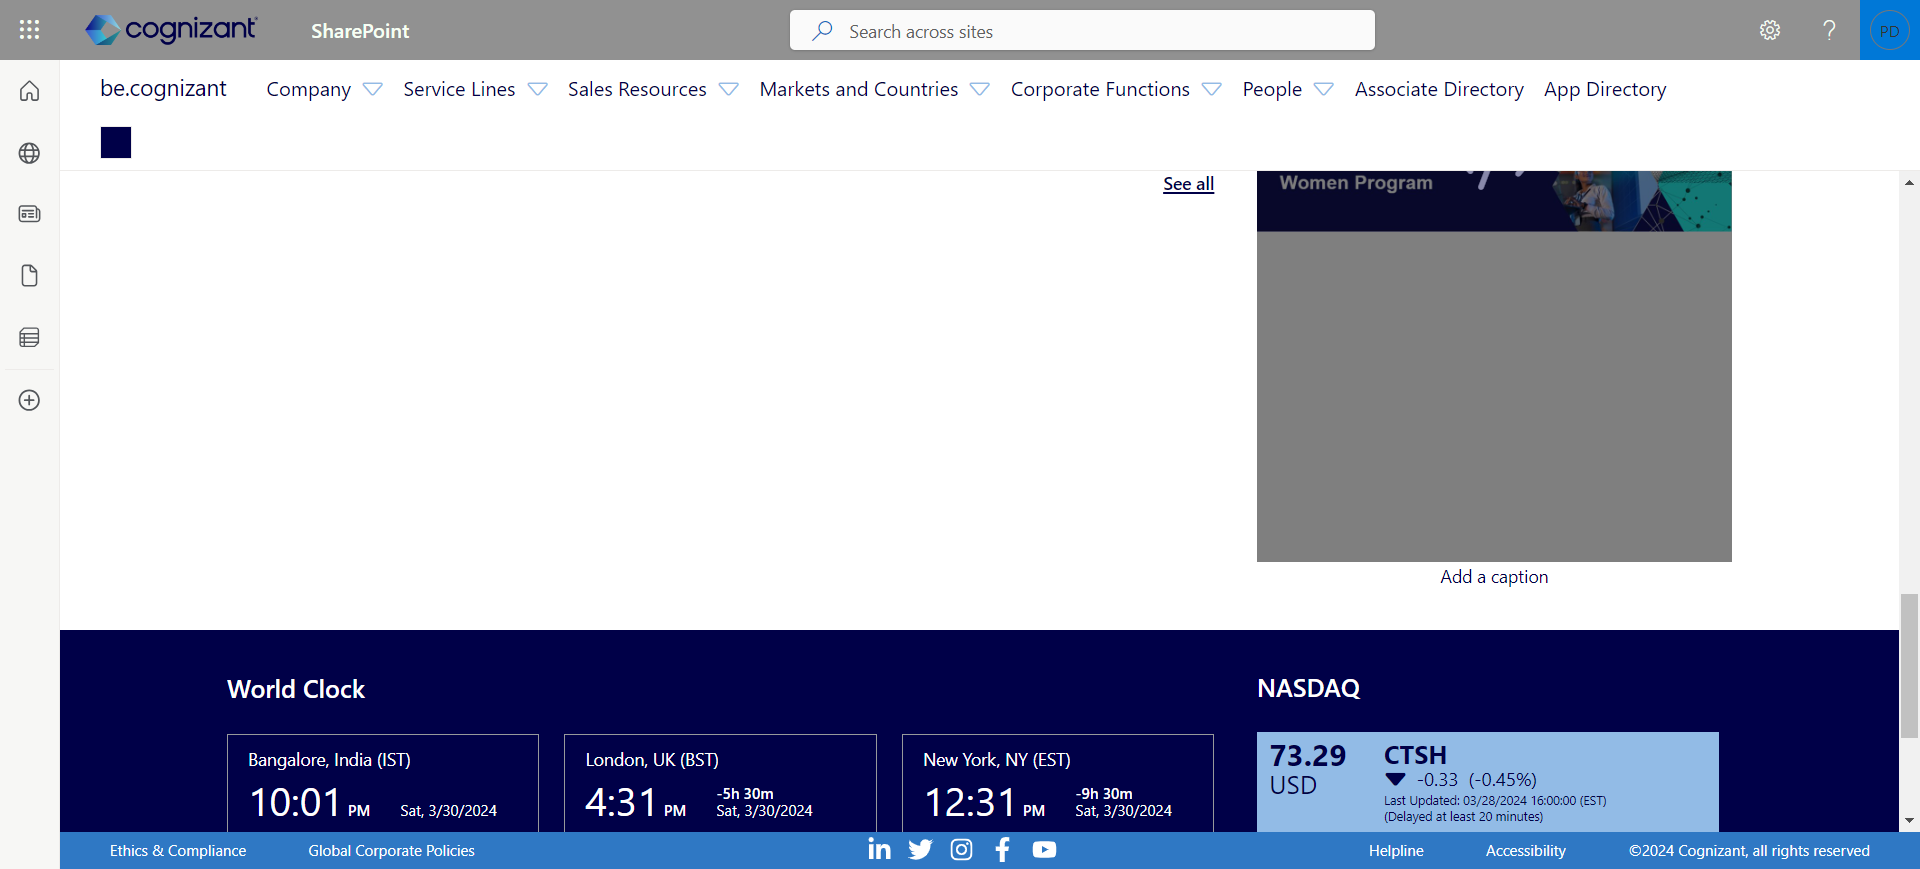 cognizant
SharePoint
Search across sites
PD
be.cognizant
Company
Service Lines
Sales Resources
Markets and Countries
Corporate Functions
People
Associate Directory
App Directory
See all
Women Program
Add a caption
World Clock
NASDAQ
Bangalore, India (IST)
10:01 PM
Sat, 3/30/2024
London, UK (BST)
4:31 PM
-5h 30m
Sat, 3/30/2024
New York, NY (EST)
12:31 PM
-9h 30m
Sat, 3/30/2024
73.29
USD
CTSH
-0.33 (-0.45%)
Last Updated: 03/28/2024 16:00:00 (EST)
(Delayed at least 20 minutes)
Ethics & Compliance
Global Corporate Policies
Helpline
Accessibility
©2024 Cognizant, all rights reserved